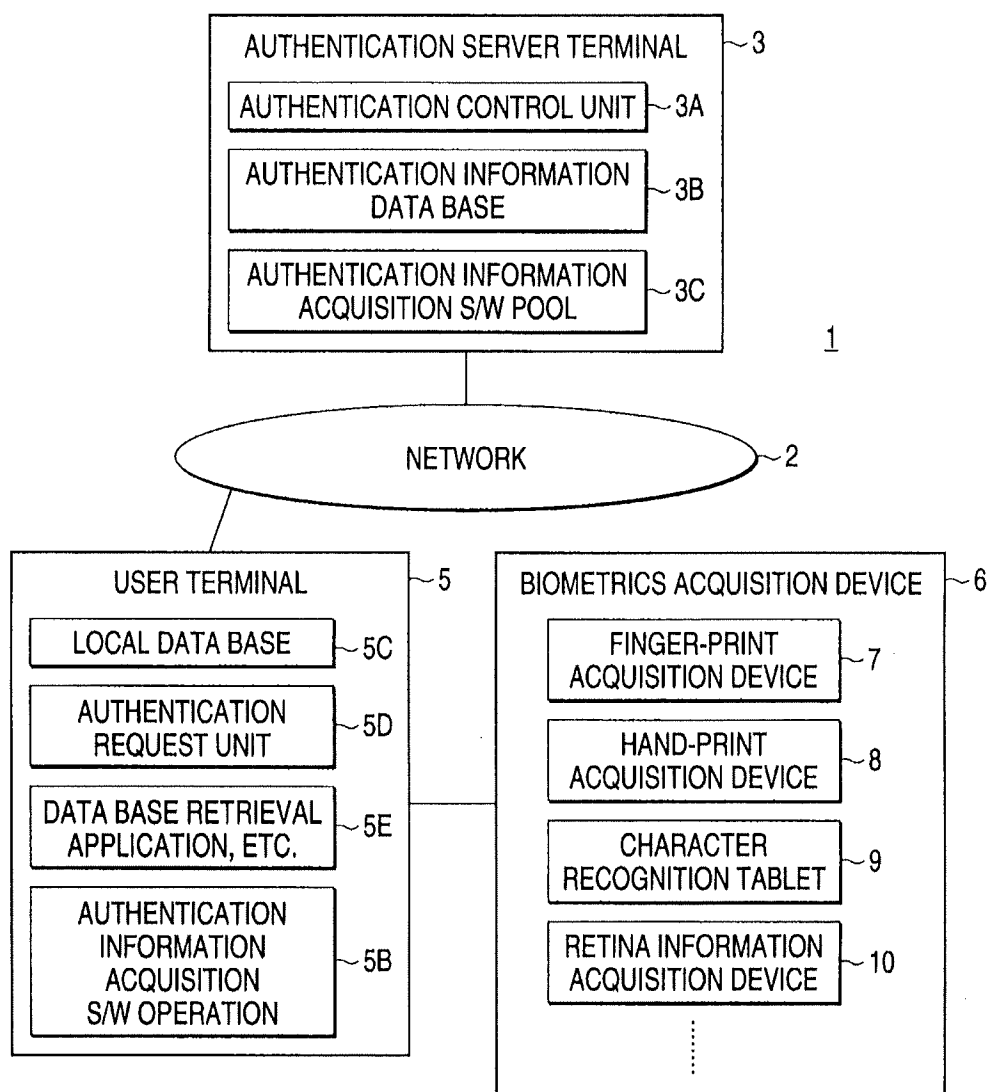 AUTHENTICATION SERVER TERMINAL 3
AUTHENTICATION CONTROL UNIT 3A
AUTHENTICATION INFORMATION
DATA BASE 3B
AUTHENTICATION INFORMATION
ACQUISITION S/W POOL 3C
1
NETWORK 2
USER TERMINAL 5
LOCAL DATA BASE 5C
AUTHENTICATION
REQUEST UNIT 5D
DATA BASE RETRIEVAL
APPLICATION, ETC. 5E
AUTHENTICATION
INFORMATION
ACQUISITION
S/W OPERATION 5B
BIOMETRICS ACQUISITION DEVICE 6
FINGER-PRINT
ACQUISITION DEVICE 7
HAND-PRINT
ACQUISITION DEVICE 8
CHARACTER
RECOGNITION TABLET 9
RETINA INFORMATION
ACQUISITION DEVICE 10